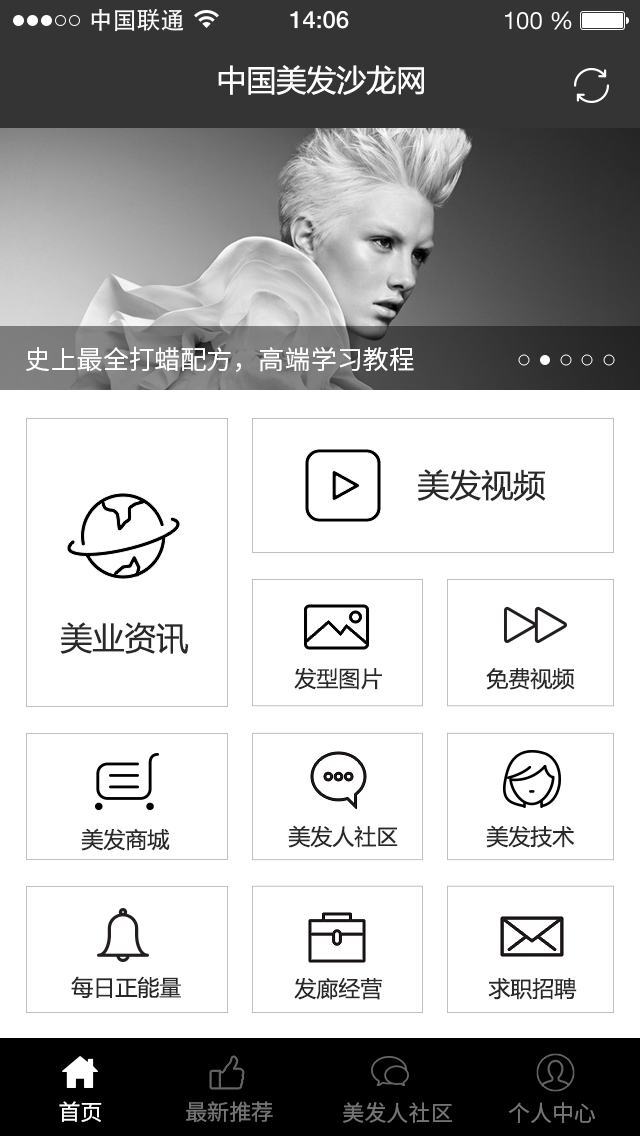 中国联通 14:06 100 %
中国美发沙龙网
史上最全打蜡配方，高端学习教程
美业资讯
美发视频
发型图片
免费视频
美发商城
美发人社区
美发技术
每日正能量
发廊经营
求职招聘
首页 最新推荐 美发人社区 个人中心